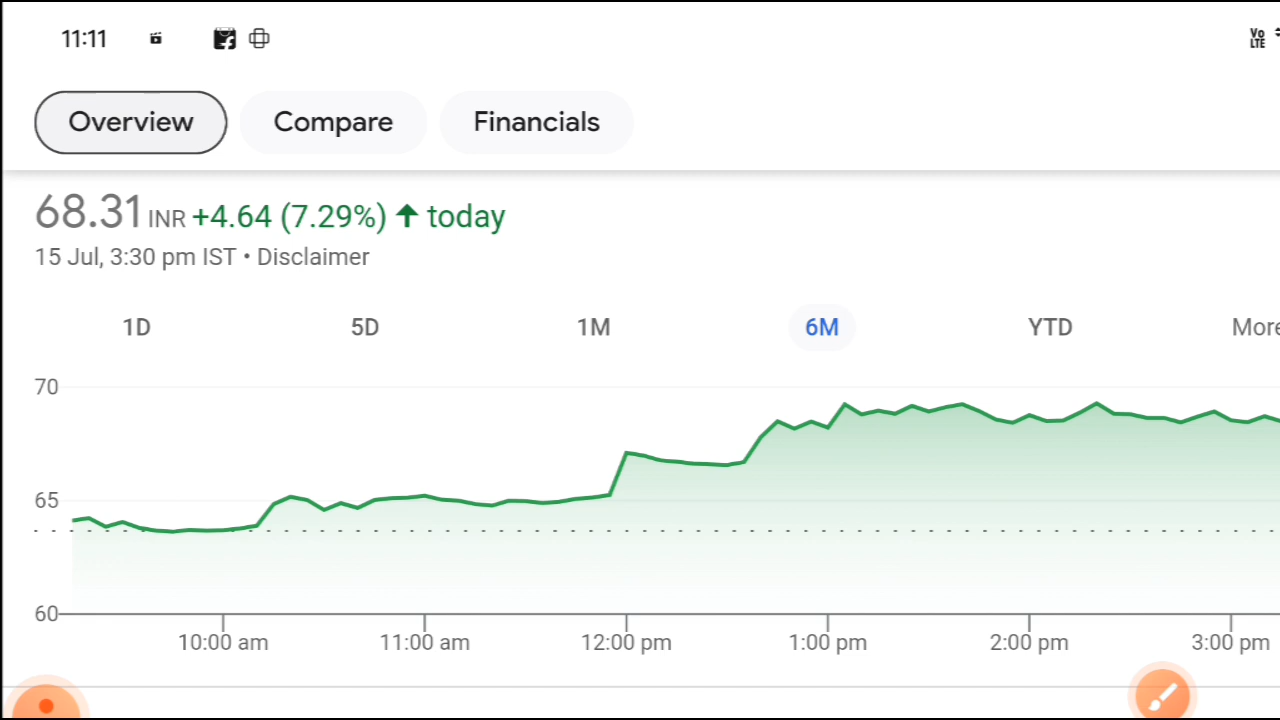 11:11
Vo
LTE
Overview Compare Financials
68.31 INR +4.64 (7.29%) ↑ today
15 Jul, 3:30 pm IST • Disclaimer
1D 5D 1M 6M YTD More
70
65
60
10:00 am 11:00 am 12:00 pm 1:00 pm 2:00 pm 3:00 pm